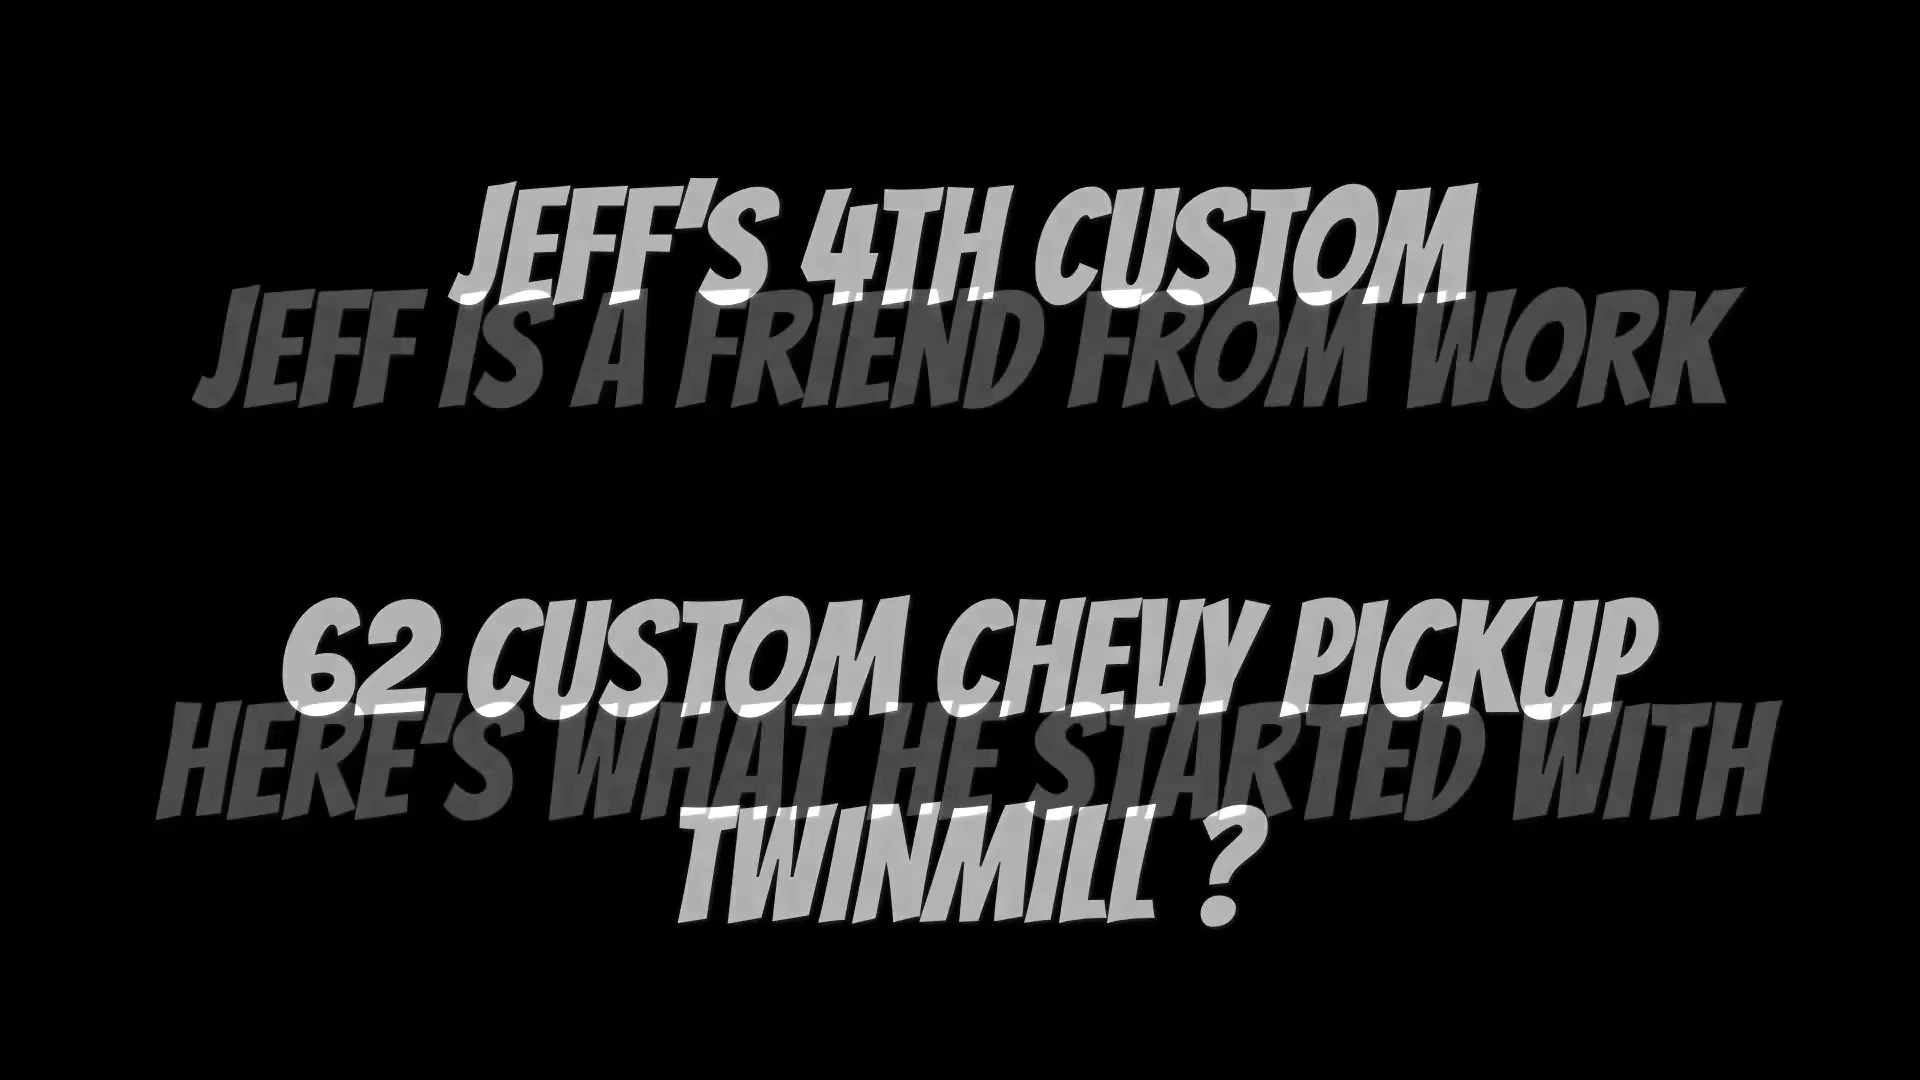 JEFF'S 4TH CUSTOM
JEFF IS A FRIEND FROM WORK
62 CUSTOM CHEVY PICKUP
HERE'S WHAT HE STARTED WITH
TWINMILL ?